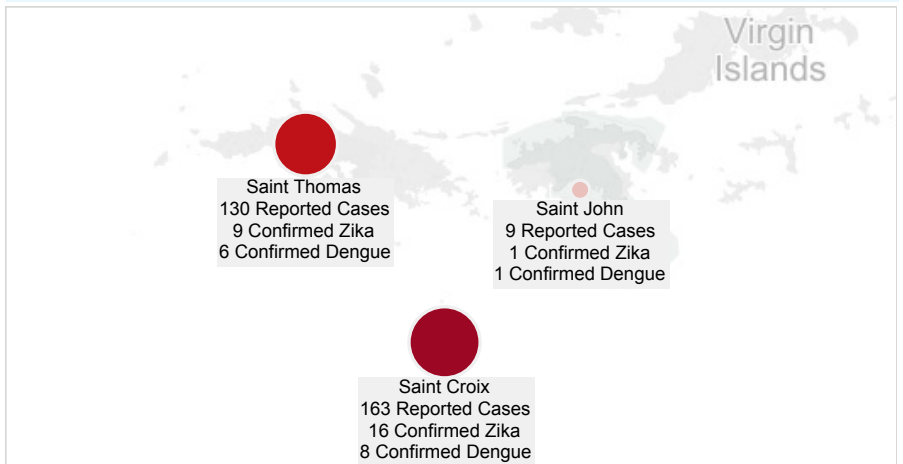 Virgin
Islands
Saint Thomas
130 Reported Cases
9 Confirmed Zika
6 Confirmed Dengue
Saint John
9 Reported Cases
1 Confirmed Zika
1 Confirmed Dengue
Saint Croix
163 Reported Cases
16 Confirmed Zika
8 Confirmed Dengue